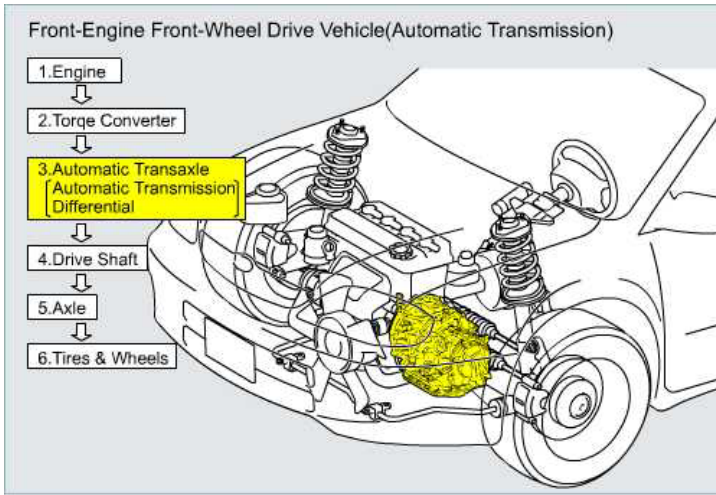 Front-Engine Front-Wheel Drive Vehicle(Automatic Transmission)
1.Engine
2.Torqe Converter
3.Automatic Transaxle
Automatic Transmission
Differential
4.Drive Shaft
5.Axle
6.Tires & Wheels